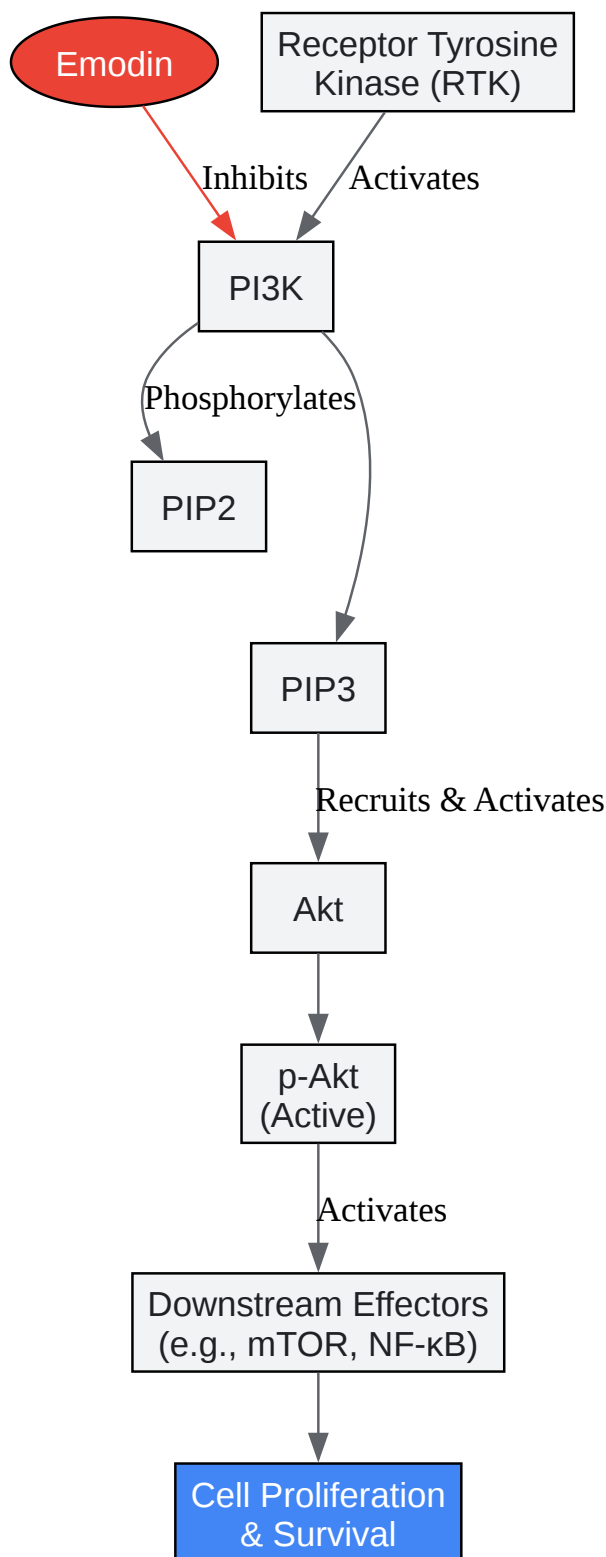 Emodin
Receptor Tyrosine
Kinase (RTK)
Inhibits
Activates
PI3K
Phosphorylates
PIP2
PIP3
Recruits & Activates
Akt
p-Akt
(Active)
Activates
Downstream Effectors
(e.g., mTOR, NF-κB)
Cell Proliferation
& Survival